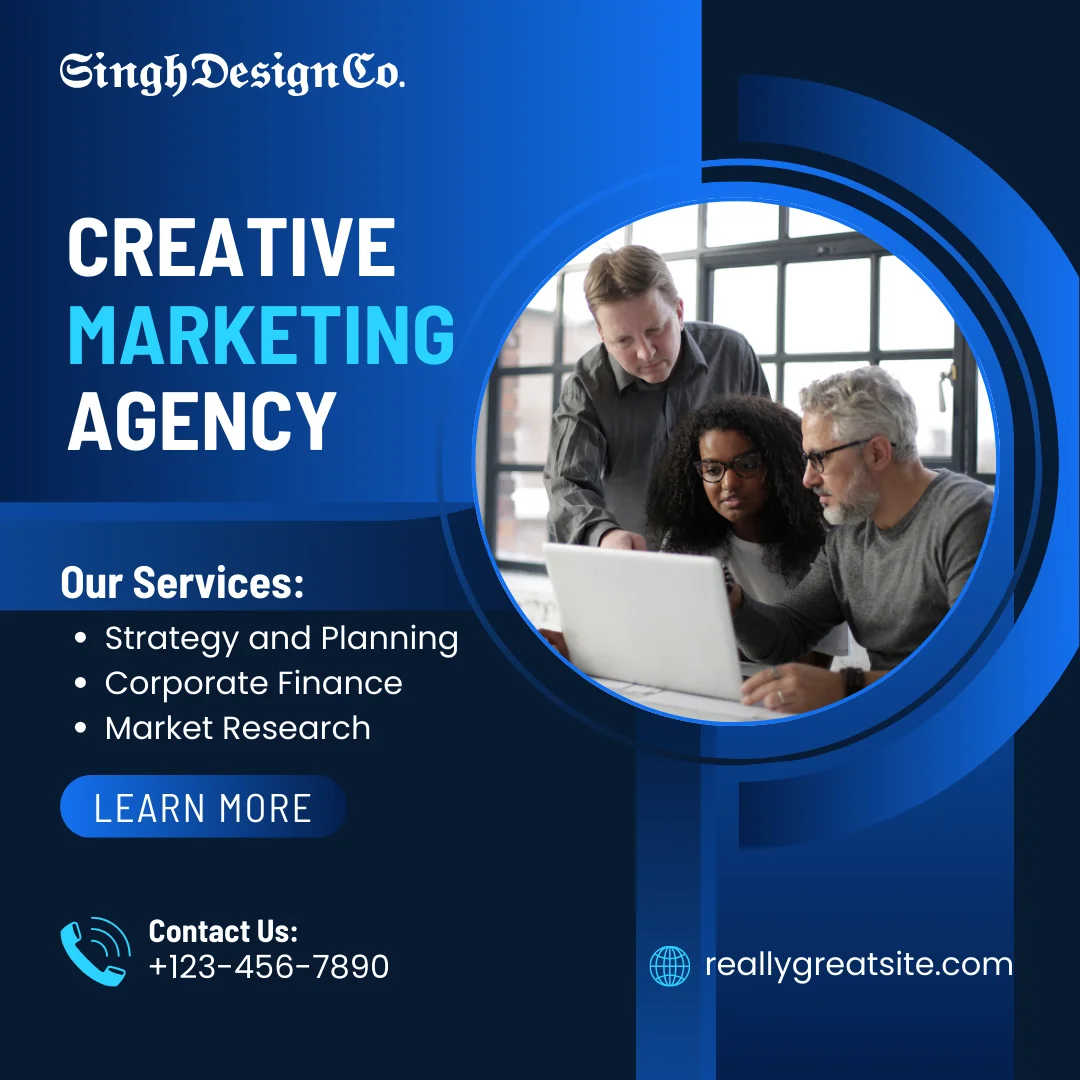 SinghDesignCo.
CREATIVE
MARKETING
AGENCY
Our Services:
• Strategy and Planning
• Corporate Finance
• Market Research
LEARN MORE
Contact Us:
+123-456-7890
reallygreatsite.com